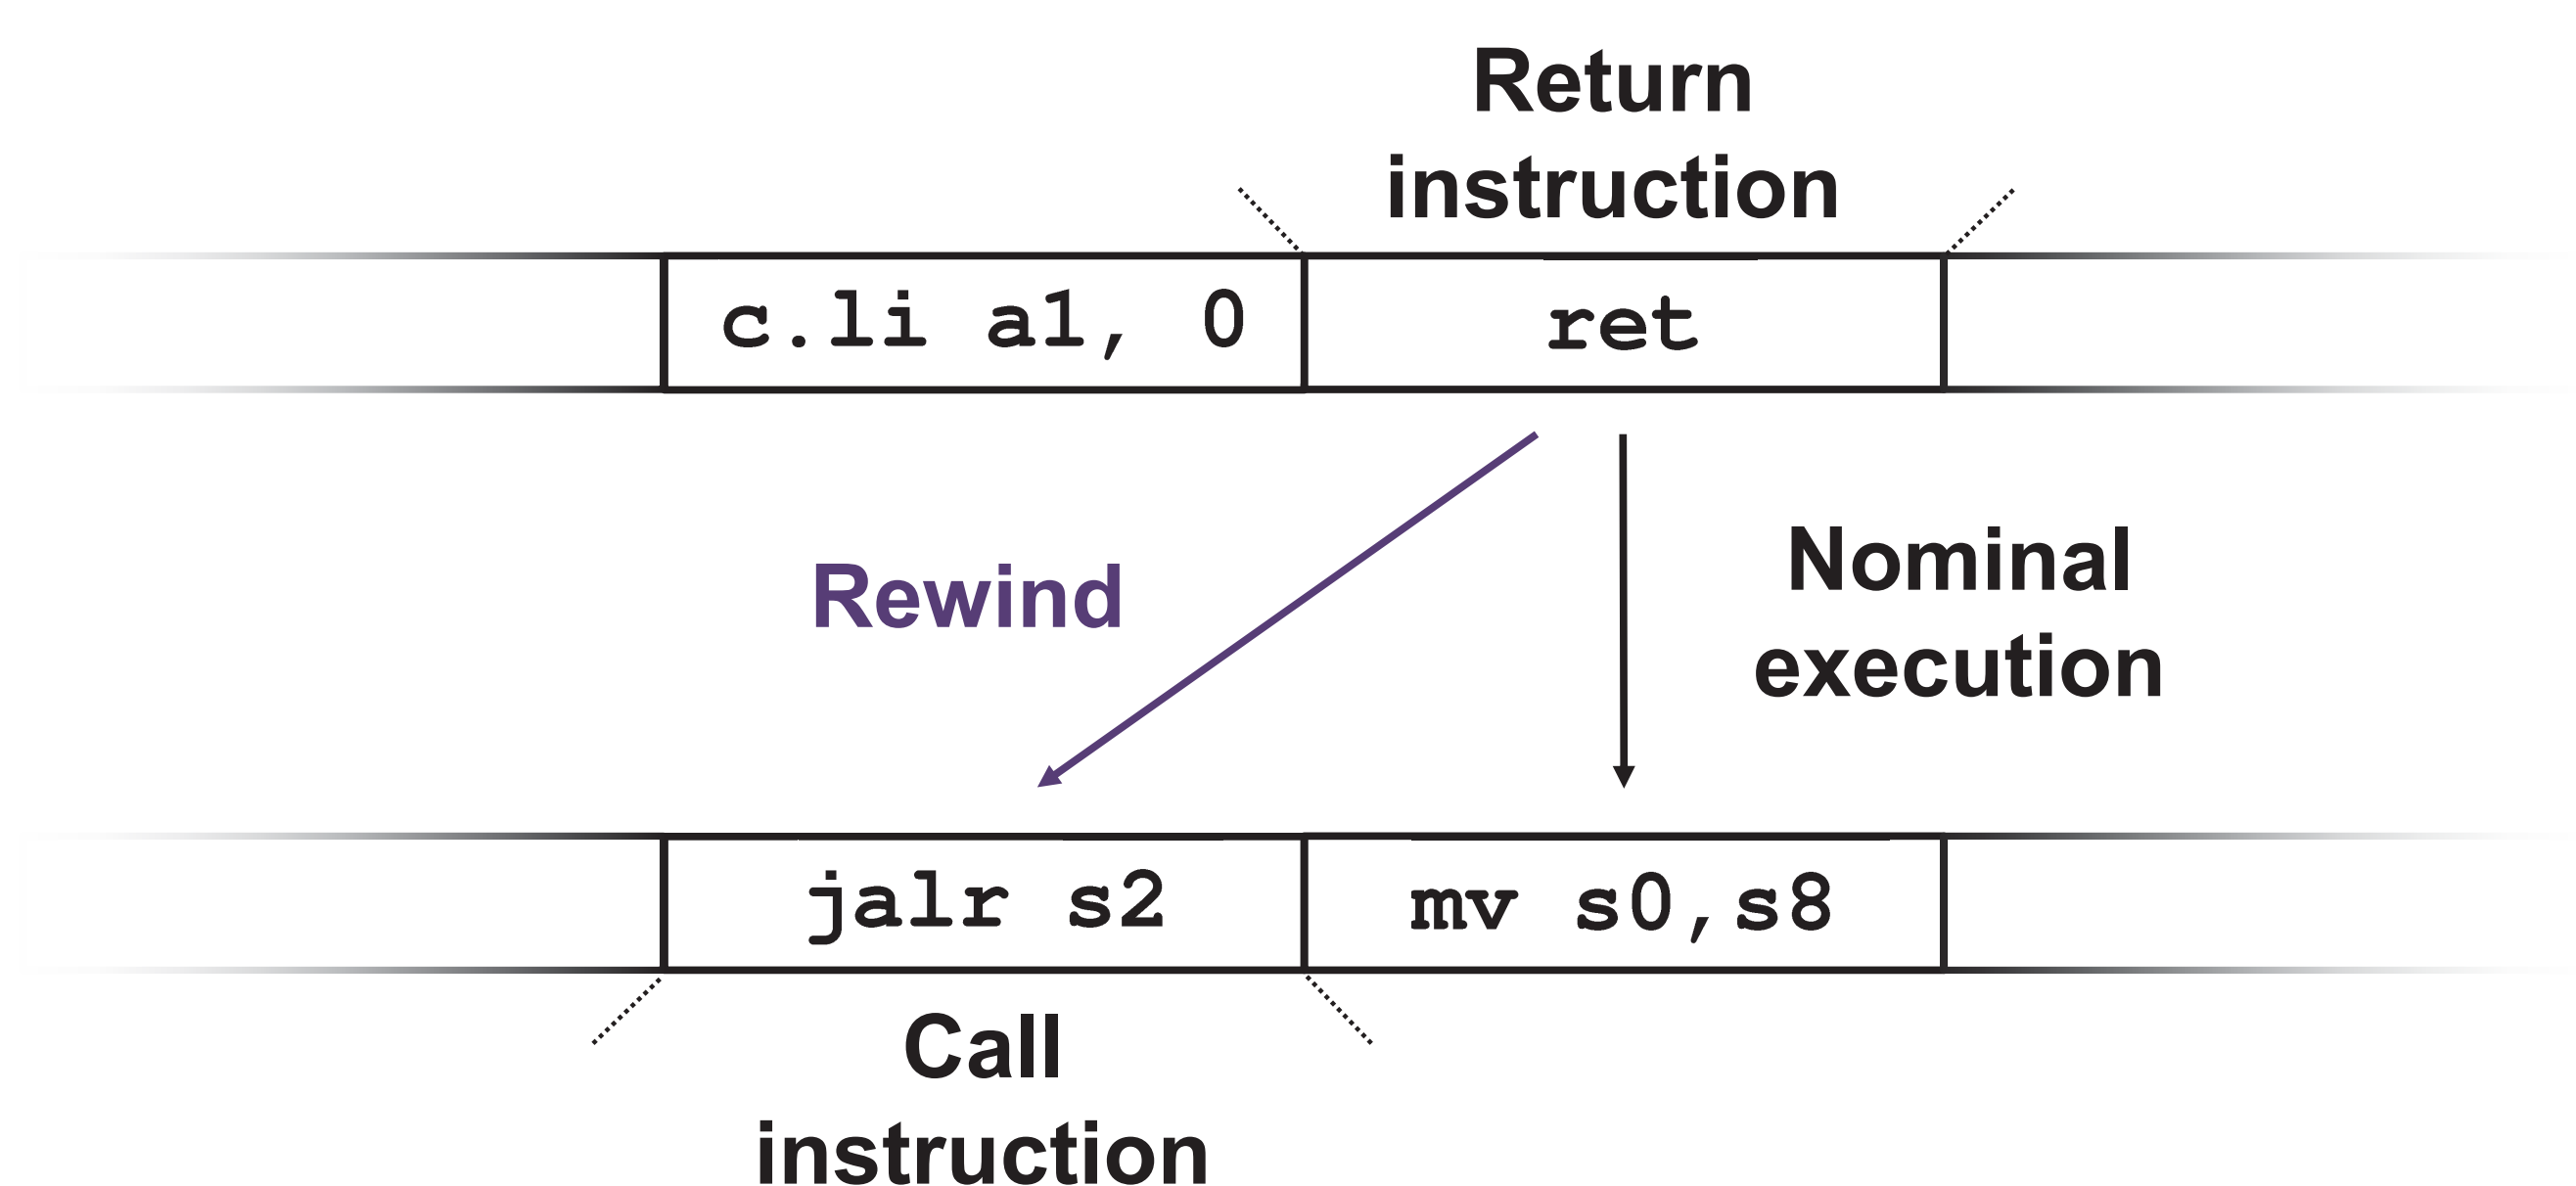 Return
instruction
c.li a1, 0
ret
Rewind
Nominal
execution
jalr s2
mv s0,s8
Call
instruction